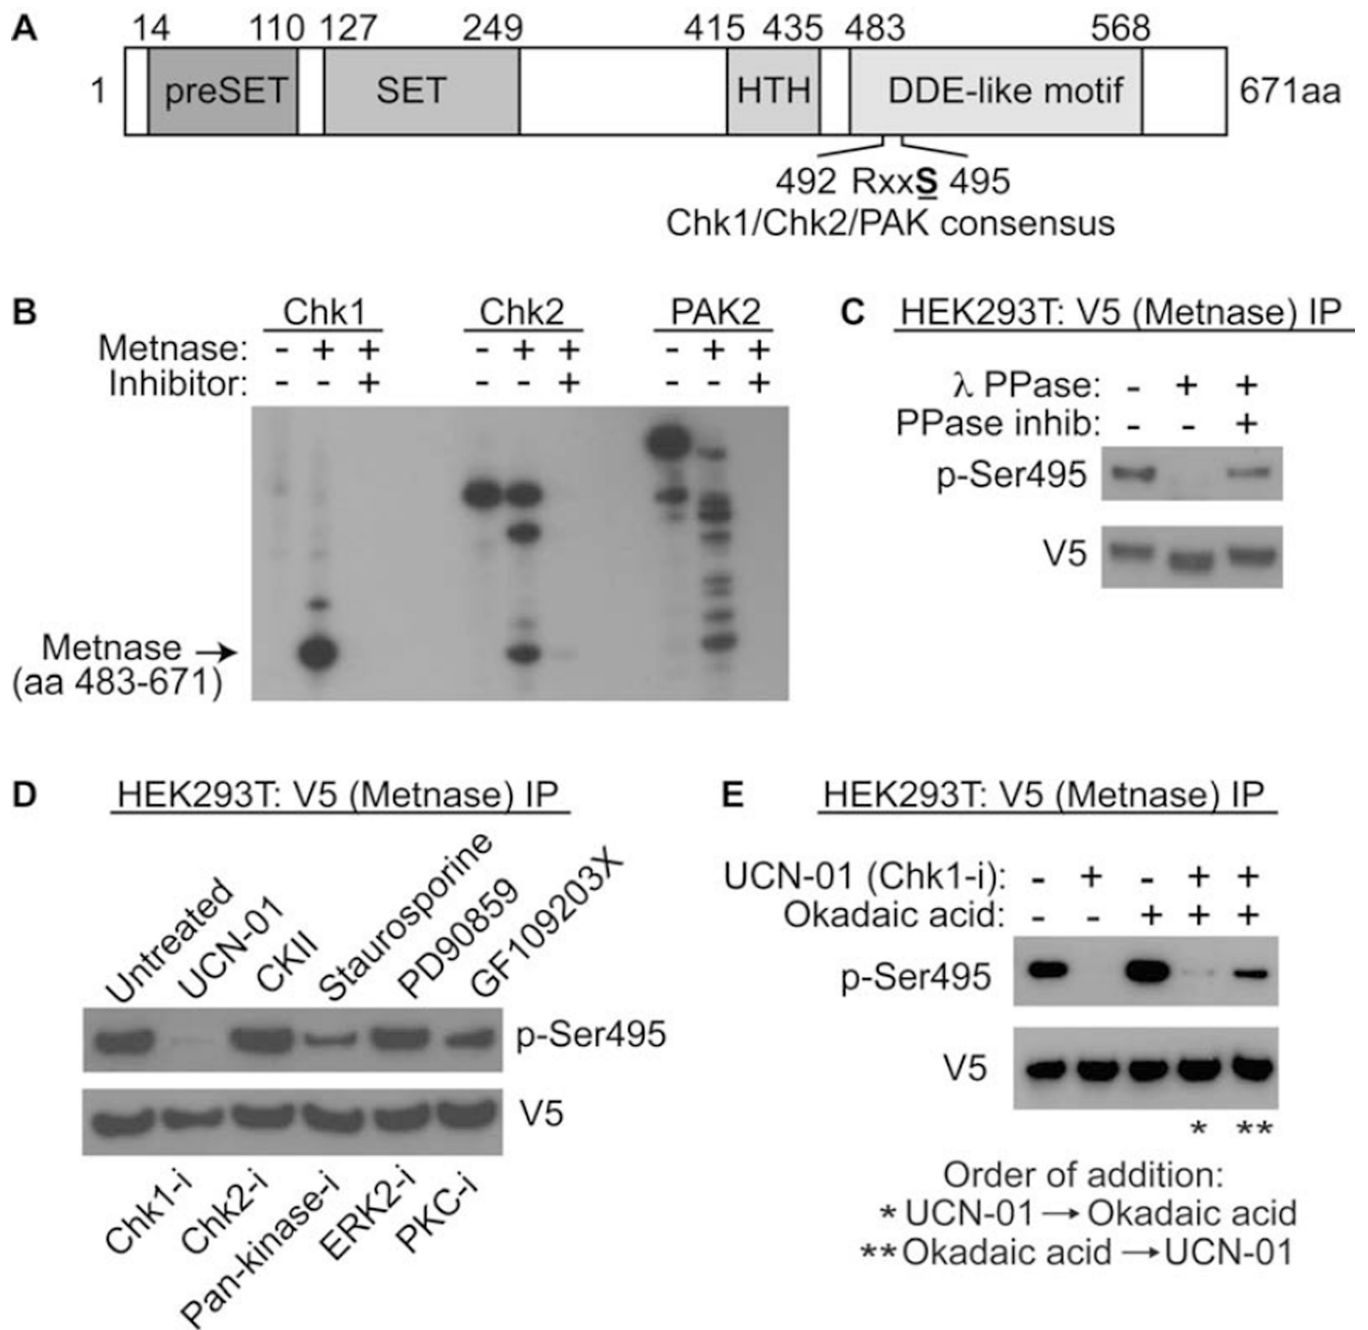 A
14 110 127 249 415 435 483 568
1 preSET SET HTH DDE-like motif 671aa
492 RxxS 495
Chk1/Chk2/PAK consensus
B
Chk1 Chk2 PAK2
Metnase: - + + - + + - + +
Inhibitor: - - + - - + - - +
Metnase →
(aa 483-671)
C HEK293T: V5 (Metnase) IP
λ PPase: - + +
PPase inhib: - - +
p-Ser495
V5
D HEK293T: V5 (Metnase) IP
Untreated
UCN-01
CKII
Staurosporine
PD90859
GF109203X
p-Ser495
V5
Chk1-i
Chk2-i
Pan-kinase-i
ERK2-i
PKC-i
E HEK293T: V5 (Metnase) IP
UCN-01 (Chk1-i): - + - + +
Okadaic acid: - - + + +
p-Ser495
V5
* **
Order of addition:
* UCN-01 → Okadaic acid
** Okadaic acid → UCN-01